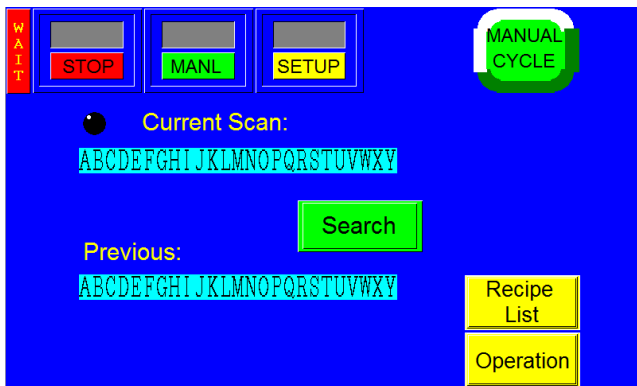 WAIT
STOP
MANL
SETUP
MANUAL
CYCLE
Current Scan:
ABCDEFGHIJKLMNOPQRSTUVWXY
Search
Previous:
ABCDEFGHIJKLMNOPQRSTUVWXY
Recipe
List
Operation